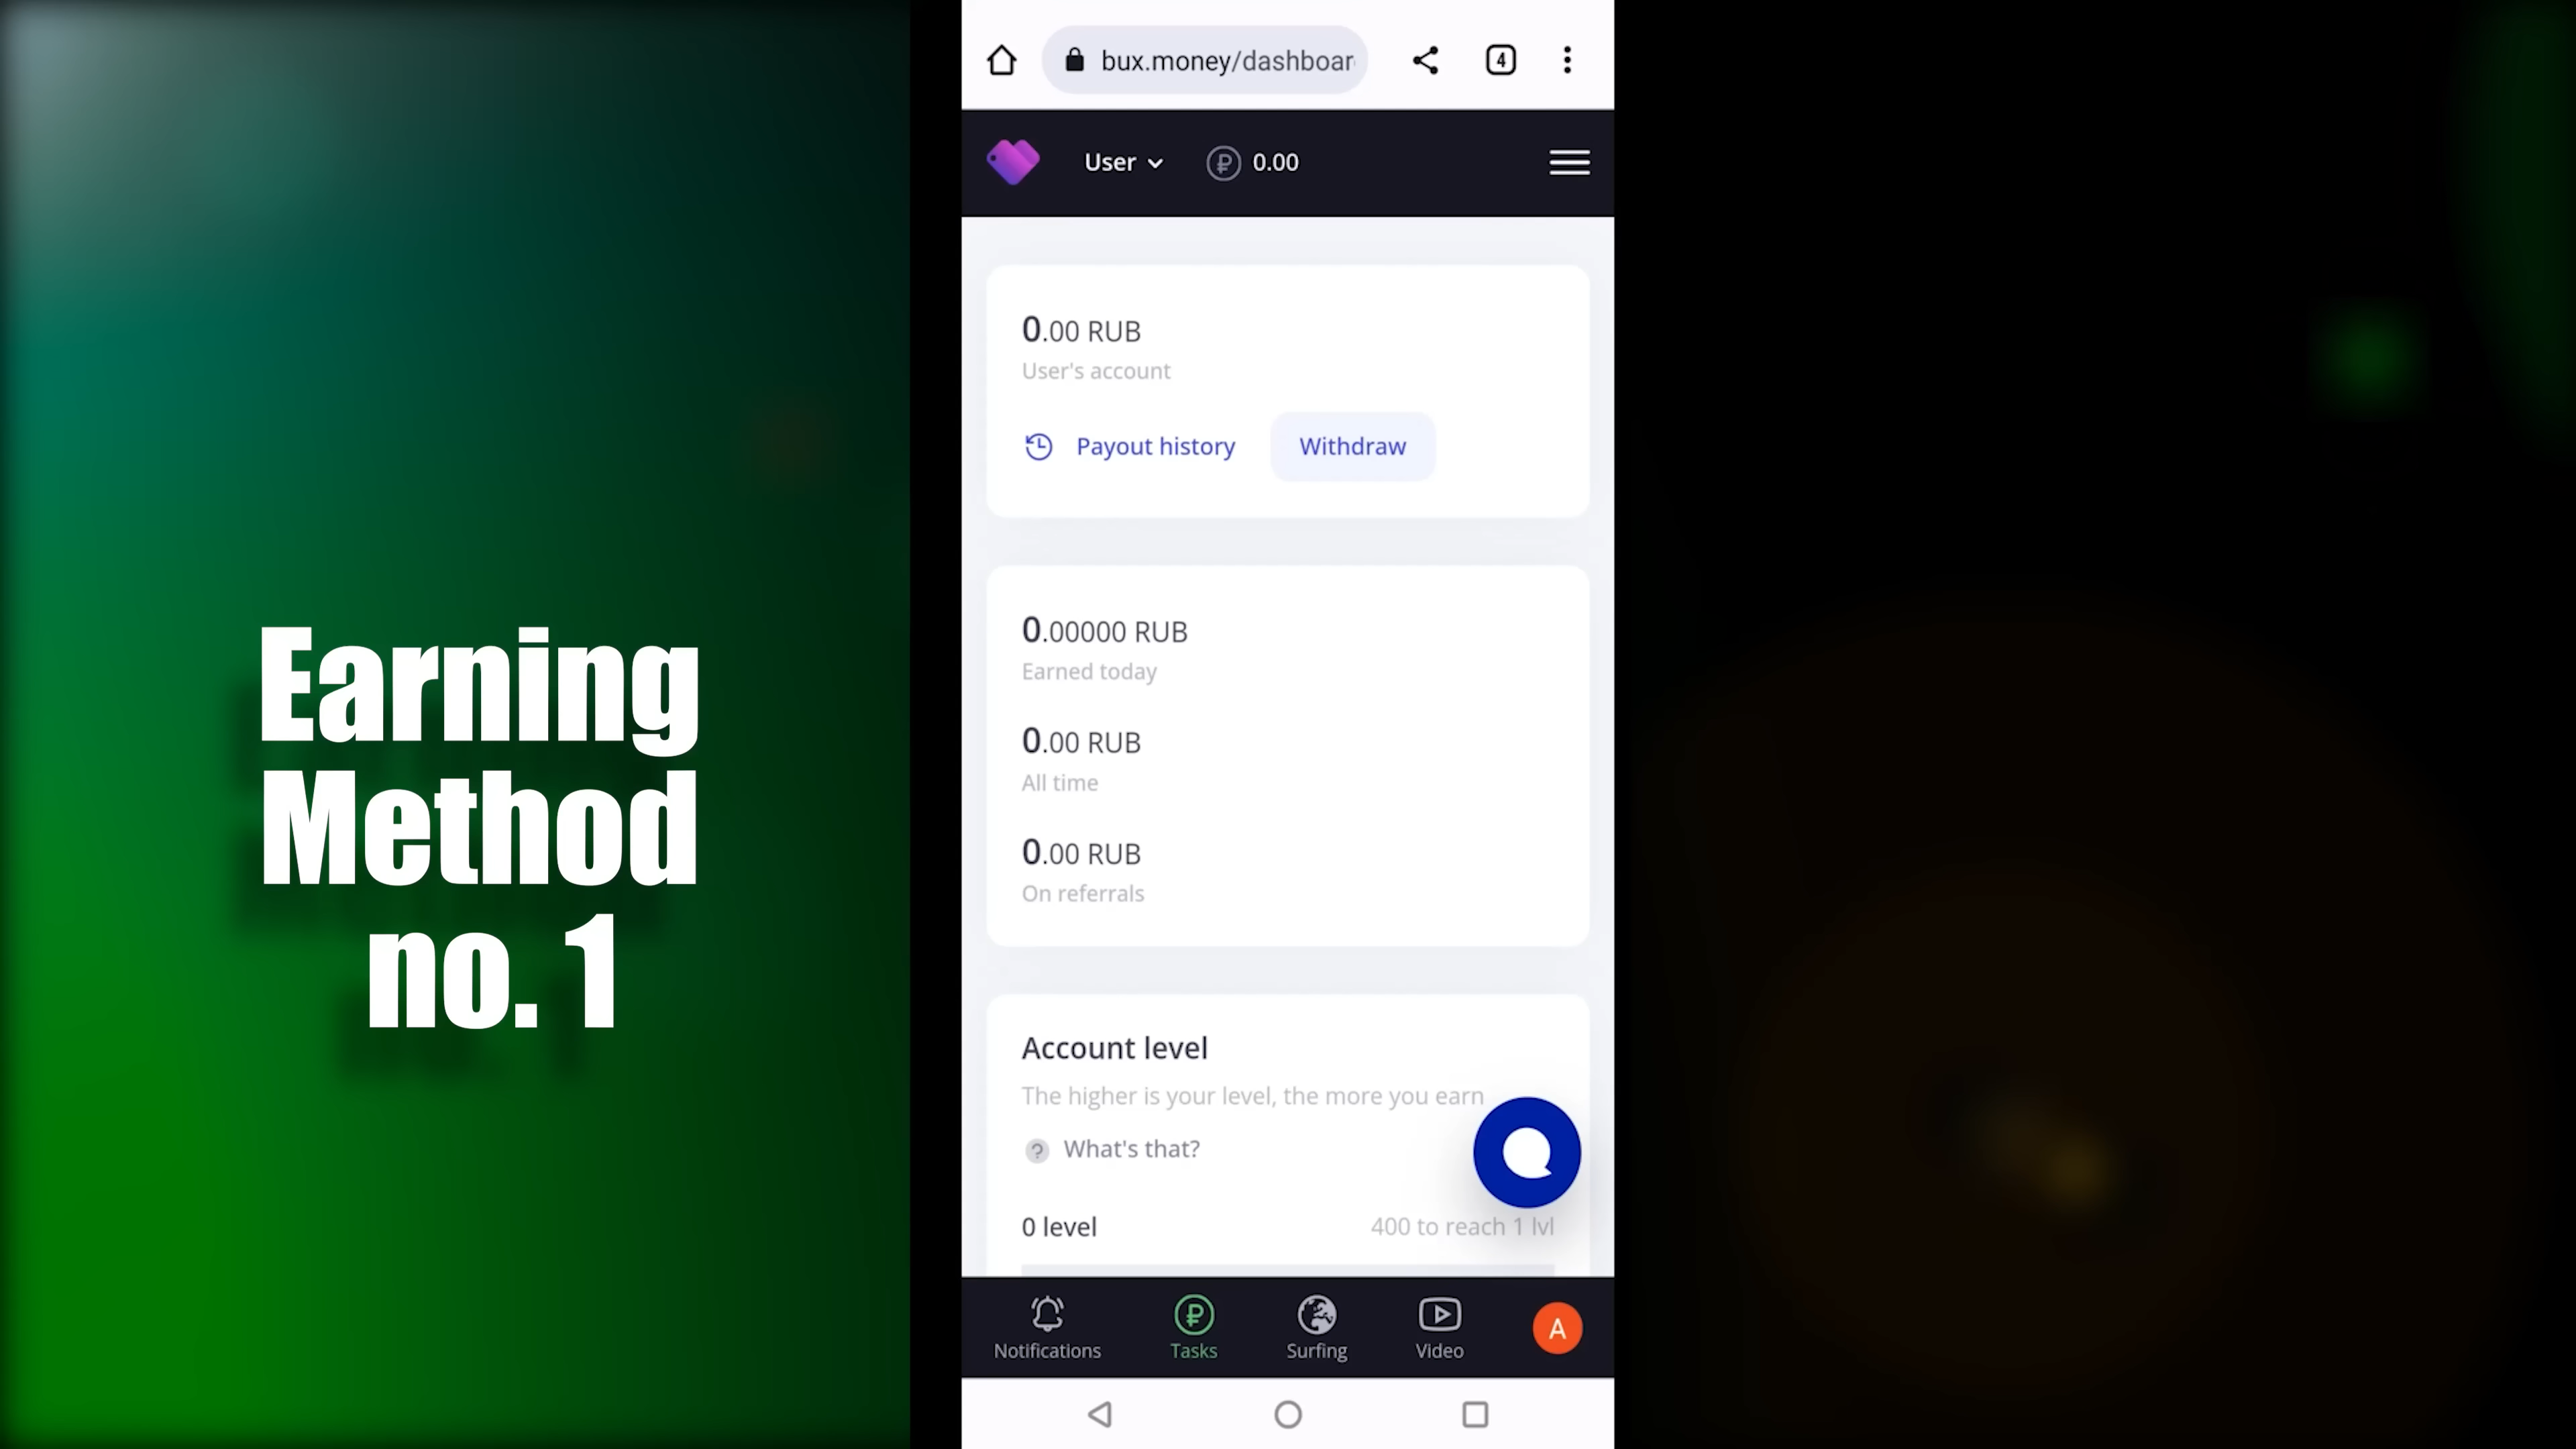 Earning
Method
no. 1
bux.money/dashboar
4
User
0.00
0.00 RUB
User's account
Payout history
Withdraw
0.00000 RUB
Earned today
0.00 RUB
All time
0.00 RUB
On referrals
Account level
The higher is your level, the more you earn
? What's that?
0 level
400 to reach 1 lvl
Notifications
Tasks
Surfing
Video
A